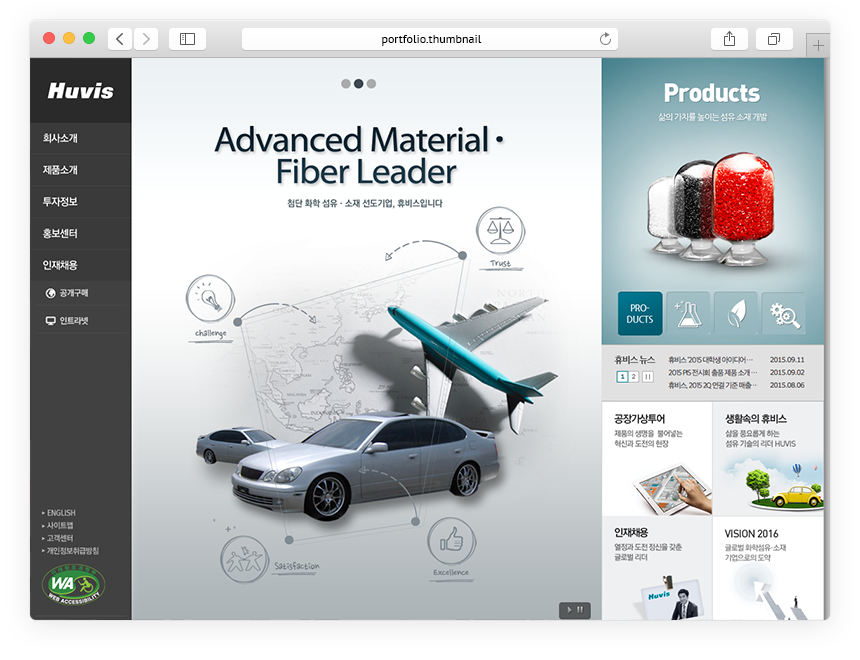 portfolio.thumbnail
Huvis
회사소개
제품소개
투자정보
홍보센터
인재채용
공개구매
인트라넷
ENGLISH
사이트맵
고객센터
개인정보취급방침
WA
WEB ACCESSIBILITY
Advanced Material •
Fiber Leader
첨단 화학 섬유 · 소재 선도기업, 휴비스입니다
Trust
challenge
Satisfaction
Excellence
Products
삶의 가치를 높이는 섬유 소재 개발
PRO-
DUCTS
휴비스 뉴스
1 2
휴비스 '2015 대학생 아이디어… 2015.09.11
2015 PIS 전시회 출품 제품 소개… 2015.09.02
휴비스, 2015 2Q 연결 기준 매출… 2015.08.06
공장가상투어
제품의 생명을 불어넣는
혁신과 도전의 현장
생활속의 휴비스
삶을 풍요롭게 하는
섬유 기술의 리더 HUVIS
인재채용
열정과 도전 정신을 갖춘
글로벌 리더
Huvis
VISION 2016
글로벌 화학섬유·소재
기업으로의 도약